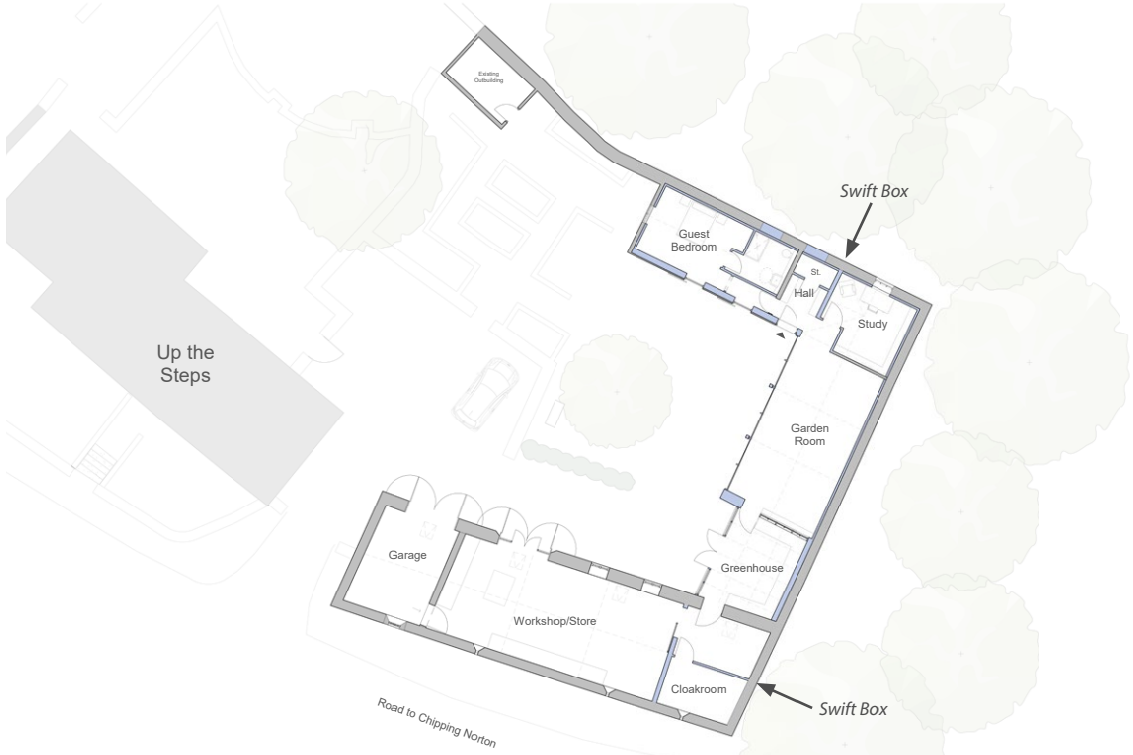 Existing
Outbuilding
Swift Box
Guest
Bedroom
St.
Hall
Study
Up the
Steps
Garden
Room
Garage
Greenhouse
Workshop/Store
Cloakroom
Swift Box
Road to Chipping Norton